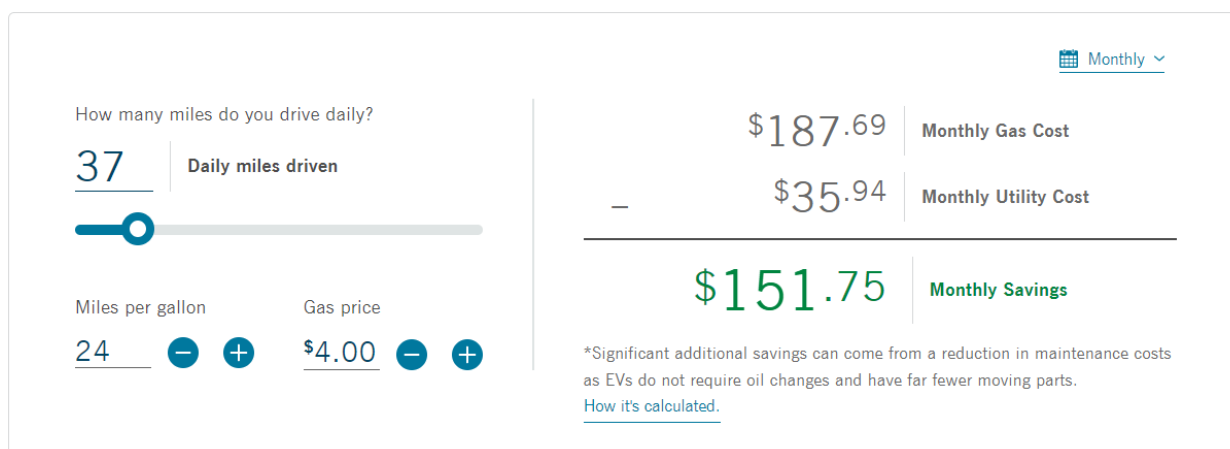 Monthly
How many miles do you drive daily?
37 Daily miles driven
Miles per gallon Gas price
24 − + $4.00 − +
$187.69 Monthly Gas Cost
− $35.94 Monthly Utility Cost
$151.75 Monthly Savings
*Significant additional savings can come from a reduction in maintenance costs
as EVs do not require oil changes and have far fewer moving parts.
How it's calculated.